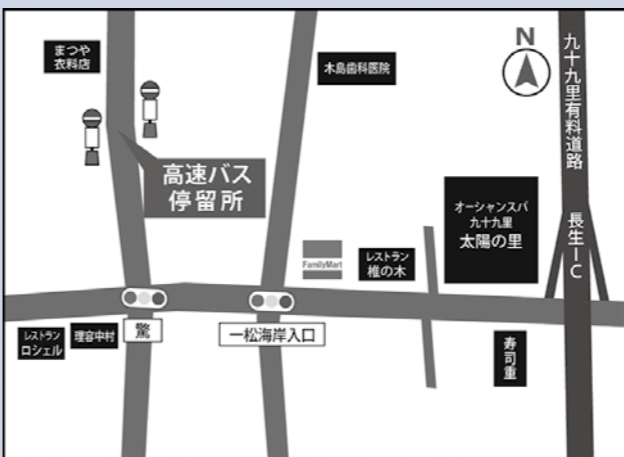 まつや
衣料店
木島歯科医院
N
九十九里有料道路
長生IC
高速バス
停留所
オーシャンスパ
九十九里
太陽の里
FamilyMart
レストラン
椎の木
レストラン
ロシェル
理容中村
驚
一松海岸入口
寿司重